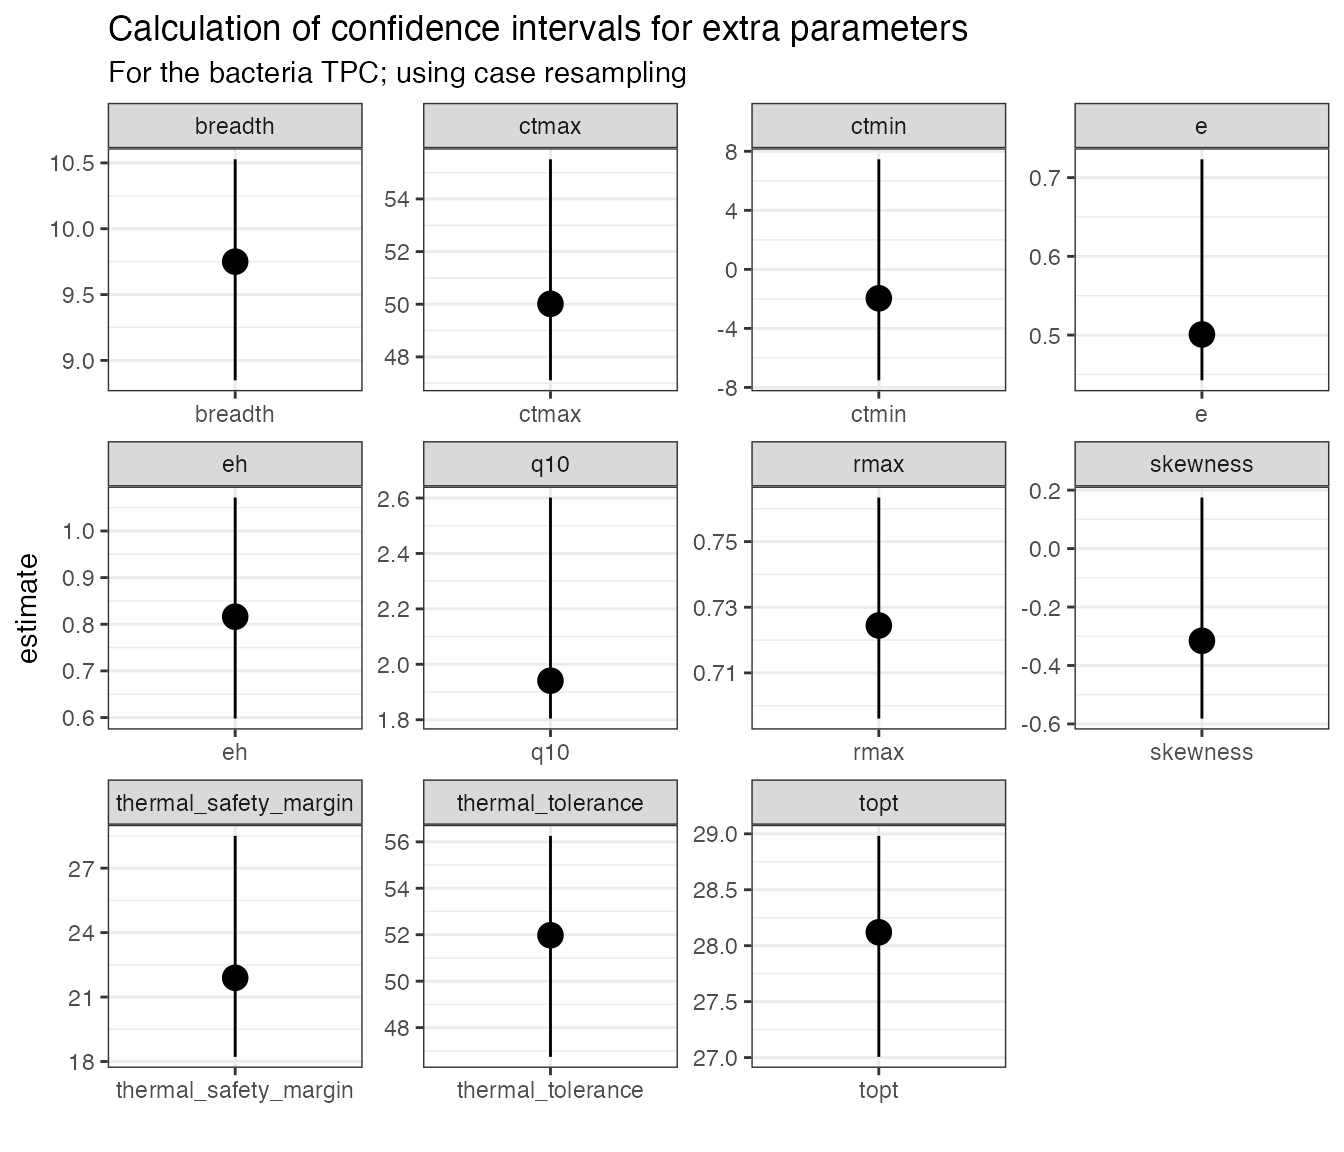 Calculation of confidence intervals for extra parameters
For the bacteria TPC; using case resampling
estimate
breadth
10.5
10.0
9.5
9.0
breadth
ctmax
54
52
50
48
ctmax
ctmin
8
4
0
-4
-8
ctmin
e
0.7
0.6
0.5
e
eh
1.0
0.9
0.8
0.7
0.6
eh
q10
2.6
2.4
2.2
2.0
1.8
q10
rmax
0.75
0.73
0.71
rmax
skewness
0.2
0.0
-0.2
-0.4
-0.6
skewness
thermal_safety_margin
27
24
21
18
thermal_safety_margin
thermal_tolerance
56
54
52
50
48
thermal_tolerance
topt
29.0
28.5
28.0
27.5
27.0
topt